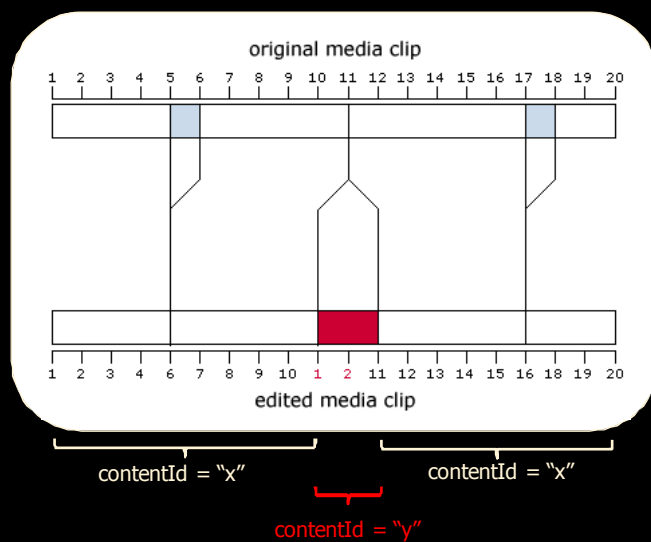 original media clip
1 2 3 4 5 6 7 8 9 10 11 12 13 14 15 16 17 18 19 20
1 2 3 4 6 7 8 9 10 1 2 11 12 13 14 15 16 18 19 20
edited media clip
contentId = “x”
contentId = “x”
contentId = “y”